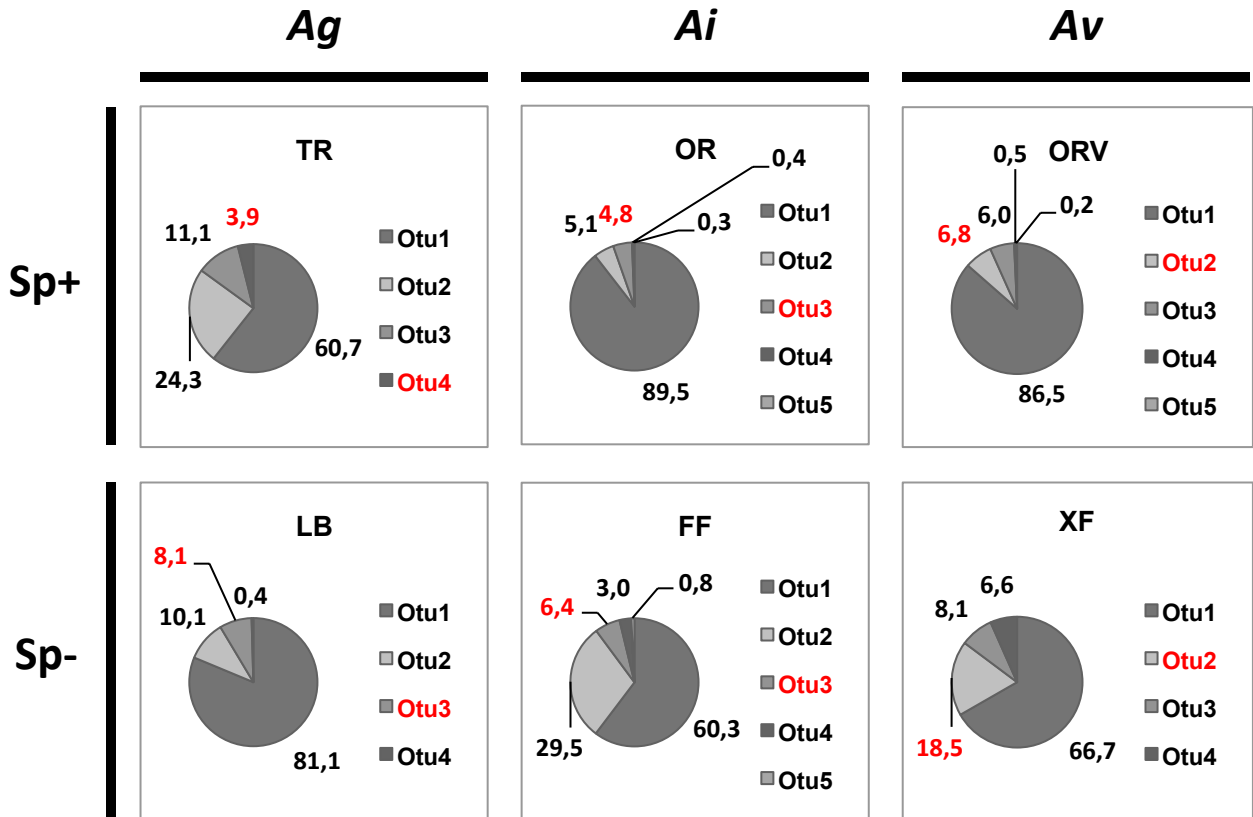 Ag Ai Av
Sp+
TR
11,1
3,9
24,3
60,7
Otu1
Otu2
Otu3
Otu4
OR
0,4
5,1
4,8
0,3
89,5
Otu1
Otu2
Otu3
Otu4
Otu5
ORV
0,5
6,8
6,0
0,2
86,5
Otu1
Otu2
Otu3
Otu4
Otu5
Sp-
LB
8,1
10,1
0,4
81,1
Otu1
Otu2
Otu3
Otu4
FF
6,4
3,0
0,8
29,5
60,3
Otu1
Otu2
Otu3
Otu4
Otu5
XF
8,1
6,6
18,5
66,7
Otu1
Otu2
Otu3
Otu4